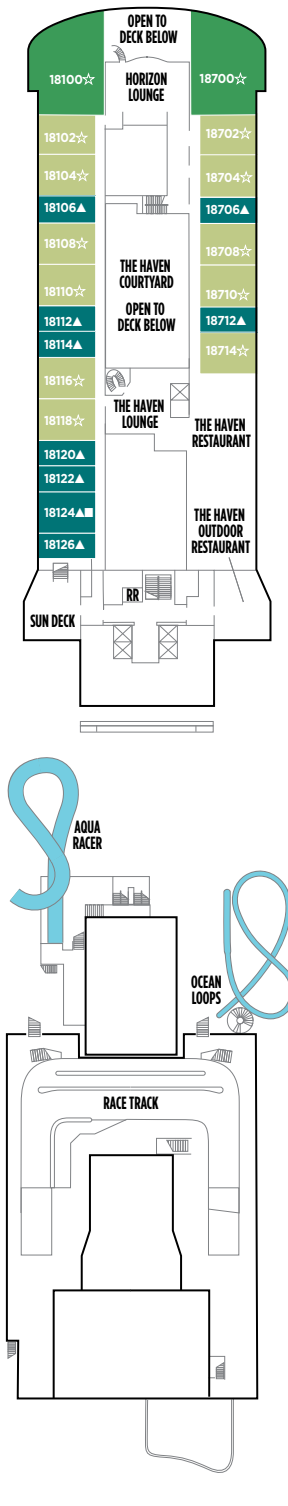 OPEN TO
DECK BELOW
18100☆
HORIZON
LOUNGE
18700☆
18102☆
18702☆
18104☆
18704☆
18106▲
18706▲
18108☆
18708☆
THE HAVEN
COURTYARD
18110☆
18710☆
OPEN TO
DECK BELOW
18112▲
18712▲
18114▲
18714☆
18116☆
18118☆
THE HAVEN
LOUNGE
THE HAVEN
RESTAURANT
18120▲
18122▲
18124▲■
THE HAVEN
OUTDOOR
RESTAURANT
18126▲
RR
SUN DECK
AQUA
RACER
OCEAN
LOOPS
RACE TRACK